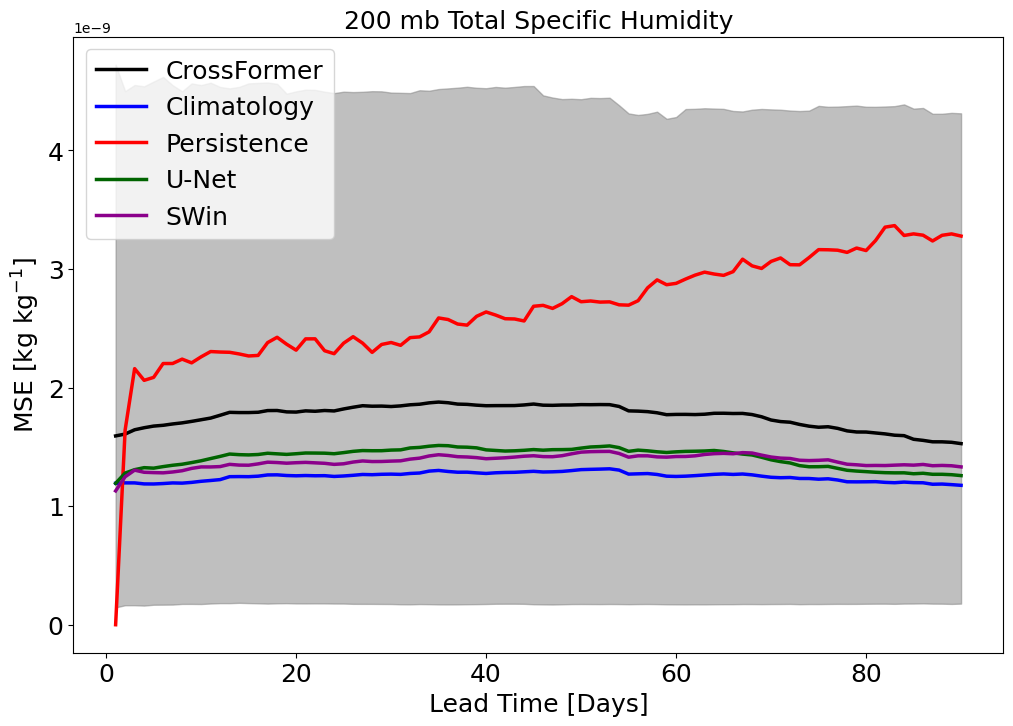 200 mb Total Specific Humidity
1e−9
CrossFormer
Climatology
Persistence
U-Net
SWin
4
3
2
1
0
MSE [kg kg⁻¹]
0 20 40 60 80
Lead Time [Days]